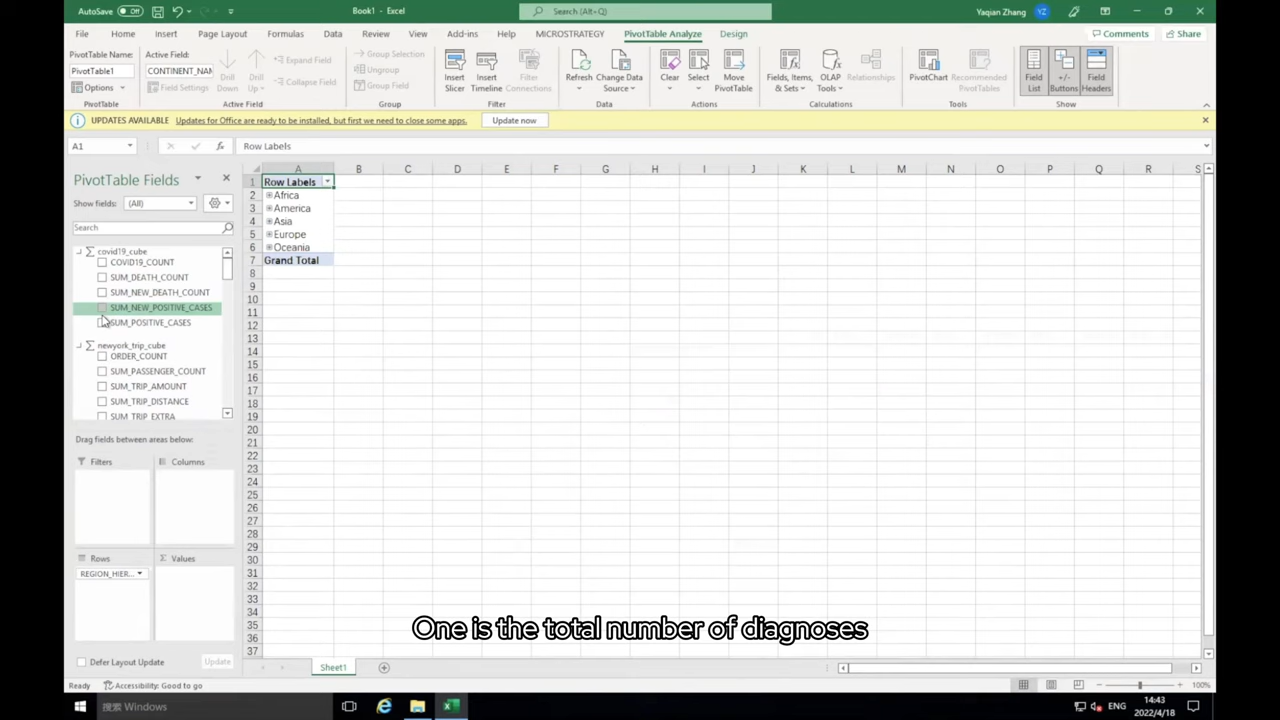 AutoSave Off Book1 - Excel Search (Alt+Q) Yaqian Zhang YZ
File Home Insert Page Layout Formulas Data Review View Add-ins Help MICROSTRATEGY PivotTable Analyze Design Comments Share
PivotTable Name:
PivotTable1
Options
PivotTable
Active Field:
CONTINENT_NAM
Field Settings
Drill Down
Drill Up
Expand Field
Collapse Field
Active Field
Group Selection
Ungroup
Group Field
Group
Insert Slicer
Insert Timeline
Filter Connections
Filter
Refresh
Change Data Source
Data
Clear
Select
Move PivotTable
Actions
Fields, Items, & Sets
OLAP Tools
Relationships
Calculations
PivotChart
Recommended PivotTables
Tools
Field List
+/- Buttons
Field Headers
Show
UPDATES AVAILABLE Updates for Office are ready to be installed, but first we need to close some apps. Update now
A1 fx Row Labels
PivotTable Fields
Show fields: (All)
Search
covid19_cube
COVID19_COUNT
SUM_DEATH_COUNT
SUM_NEW_DEATH_COUNT
SUM_NEW_POSITIVE_CASES
SUM_POSITIVE_CASES
newyork_trip_cube
ORDER_COUNT
SUM_PASSENGER_COUNT
SUM_TRIP_AMOUNT
SUM_TRIP_DISTANCE
SUM_TRIP_EXTRA
Drag fields between areas below:
Filters
Columns
Rows
Values
REGION_HIER...
Defer Layout Update Update
A B C D E F G H I J K L M N O P Q R S
1 Row Labels
2 Africa
3 America
4 Asia
5 Europe
6 Oceania
7 Grand Total
8
9
10
11
12
13
14
15
16
17
18
19
20
21
22
23
24
25
26
27
28
29
30
31
32
33
34
35
36
37
One is the total number of diagnoses
Sheet1
Ready Accessibility: Good to go 100%
搜索 Windows
ENG
14:43
2022/4/18